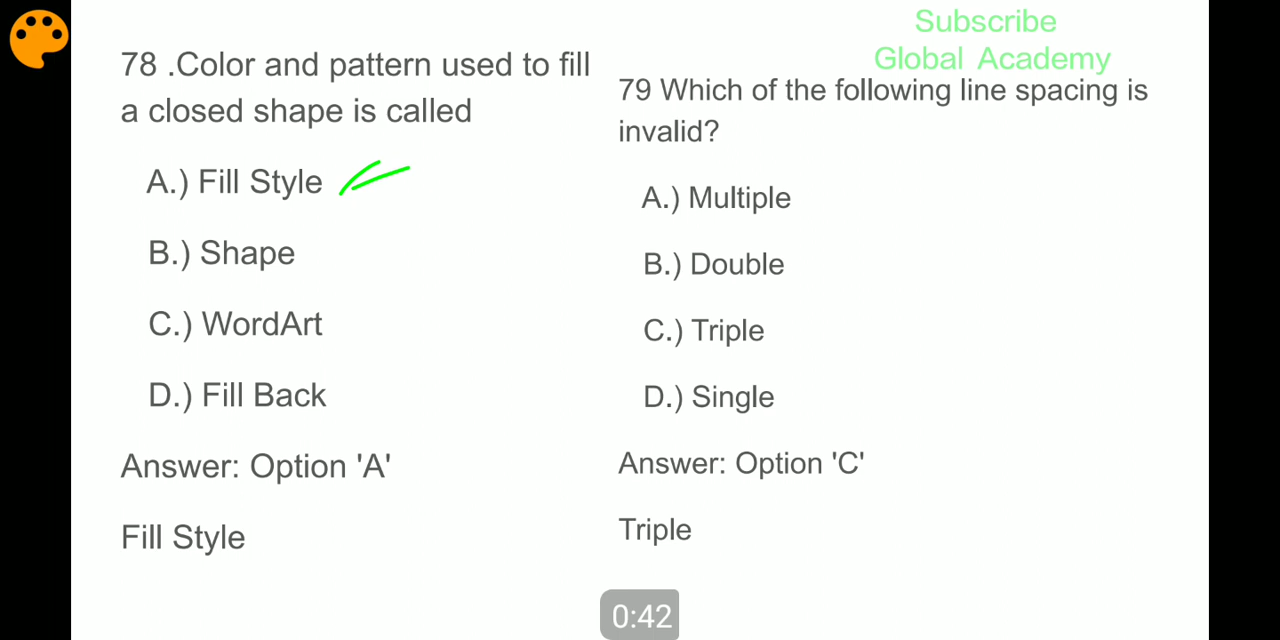 Subscribe
Global Academy
78 .Color and pattern used to fill
a closed shape is called
A.) Fill Style
B.) Shape
C.) WordArt
D.) Fill Back
Answer: Option 'A'
Fill Style
79 Which of the following line spacing is
invalid?
A.) Multiple
B.) Double
C.) Triple
D.) Single
Answer: Option 'C'
Triple
0:42